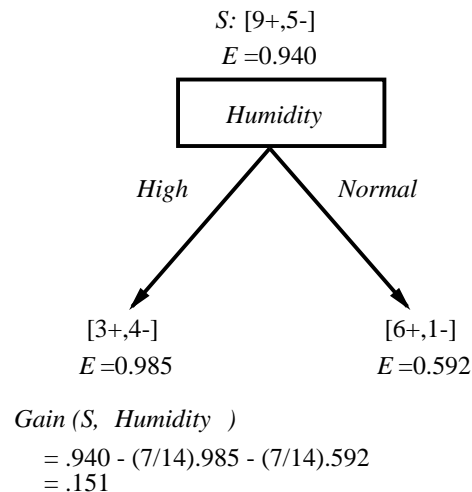 S: [9+,5-]
E =0.940
Humidity
High Normal
[3+,4-] [6+,1-]
E =0.985 E =0.592
Gain (S, Humidity )
= .940 - (7/14).985 - (7/14).592
= .151